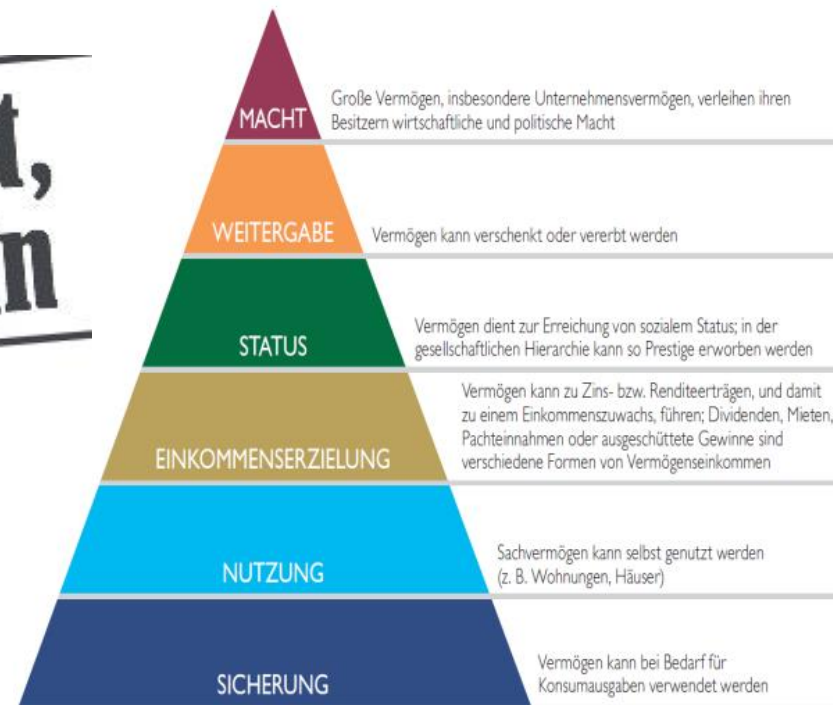 t,
n
MACHT
Große Vermögen, insbesondere Unternehmensvermögen, verleihen ihren
Besitzern wirtschaftliche und politische Macht
WEITERGABE
Vermögen kann verschenkt oder vererbt werden
STATUS
Vermögen dient zur Erreichung von sozialem Status; in der
gesellschaftlichen Hierarchie kann so Prestige erworben werden
EINKOMMENSERZIELUNG
Vermögen kann zu Zins- bzw. Renditeerträgen, und damit
zu einem Einkommenszuwachs, führen; Dividenden, Mieten,
Pachteinnahmen oder ausgeschüttete Gewinne sind
verschiedene Formen von Vermögenseinkommen
NUTZUNG
Sachvermögen kann selbst genutzt werden
(z. B. Wohnungen, Häuser)
SICHERUNG
Vermögen kann bei Bedarf für
Konsumausgaben verwendet werden